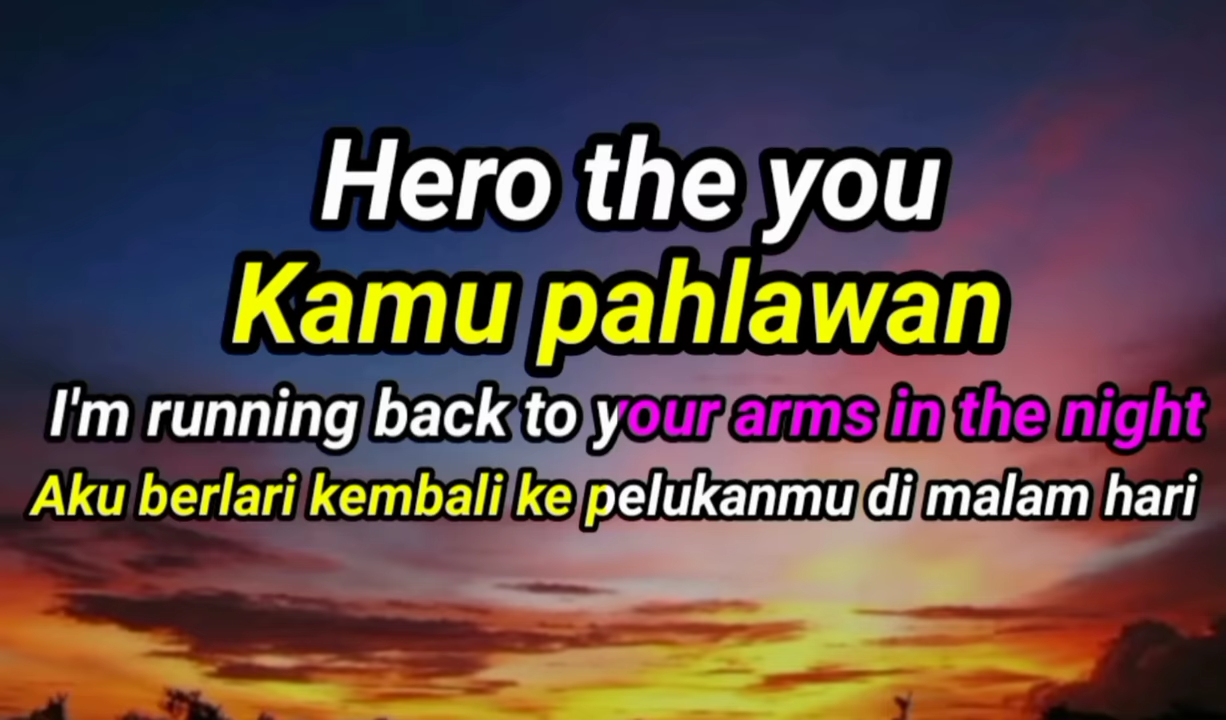 Hero the you
Kamu pahlawan
I'm running back to your arms in the night
Aku berlari kembali ke pelukanmu di malam hari